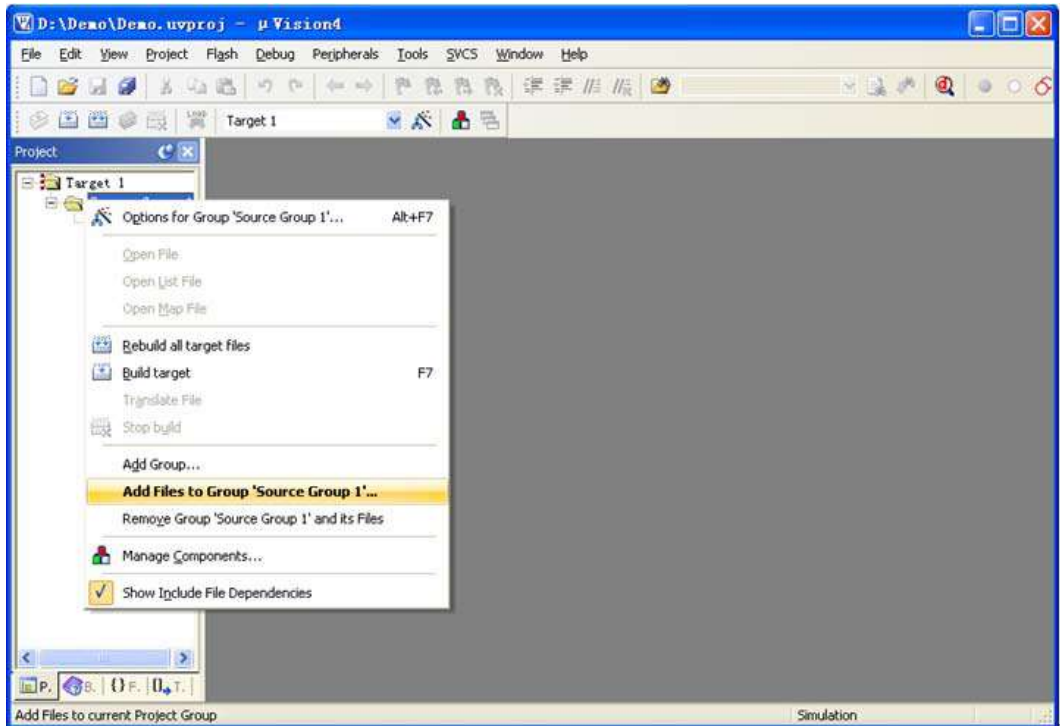 D:\Demo\Demo.uvproj - µVision4
File Edit View Project Flash Debug Peripherals Tools SVCS Window Help
Target 1
Project
Target 1
Options for Group 'Source Group 1'... Alt+F7
Open File
Open List File
Open Map File
Rebuild all target files
Build target F7
Translate File
Stop build
Add Group...
Add Files to Group 'Source Group 1'...
Remove Group 'Source Group 1' and its Files
Manage Components...
Show Include File Dependencies
P. B. {} F. T.
Add Files to current Project Group Simulation